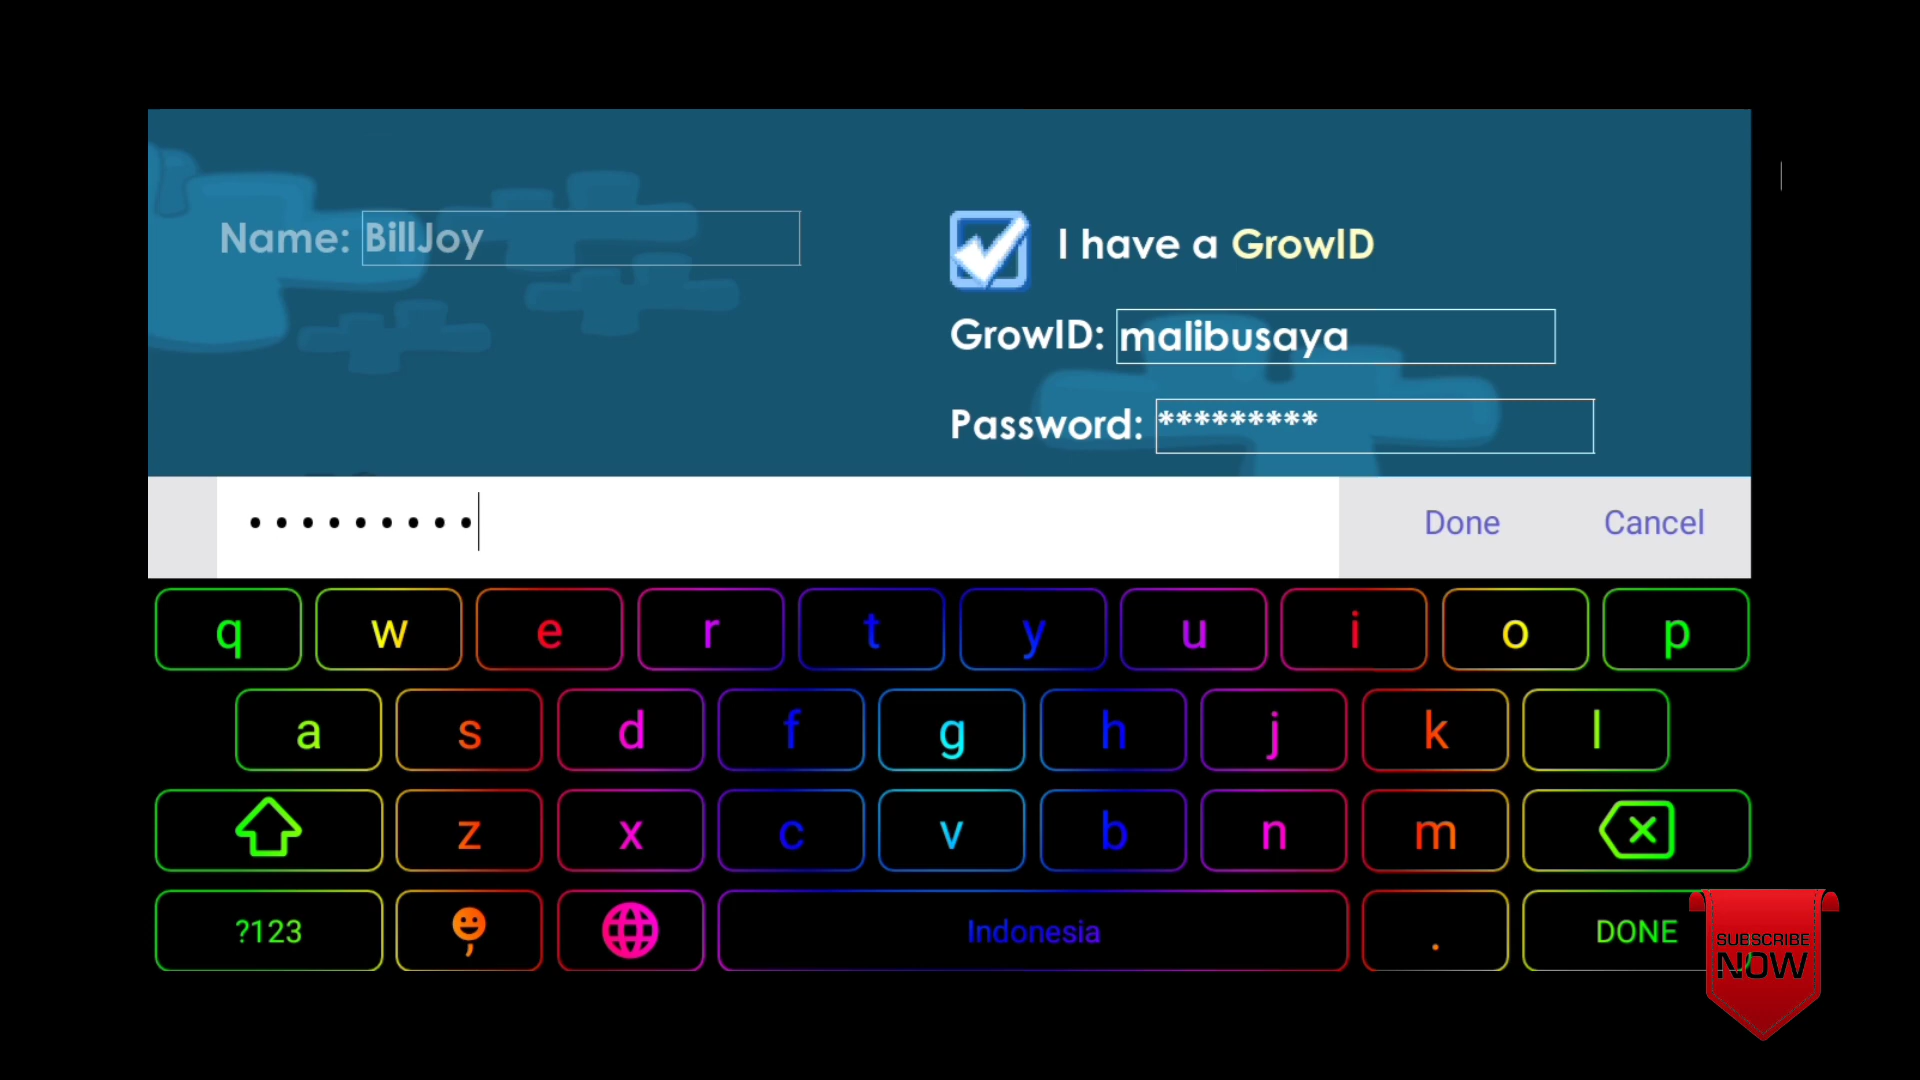 Name: BillJoy
I have a GrowID
GrowID: malibusaya
Password: *********
•••••••••
Done Cancel
q w e r t y u i o p
a s d f g h j k l
z x c v b n m
?123 Indonesia . DONE
SUBSCRIBE
NOW